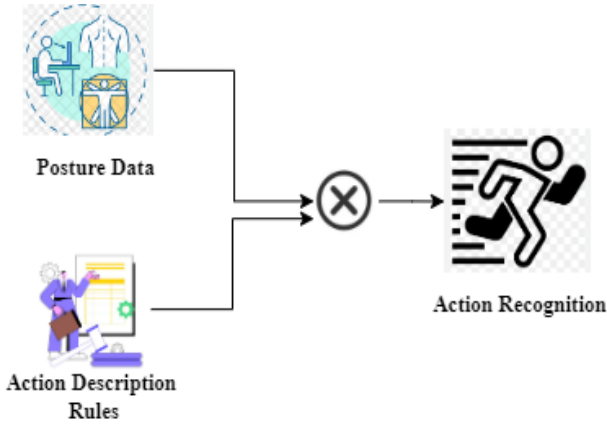 Posture Data
Action Description
Rules
Action Recognition